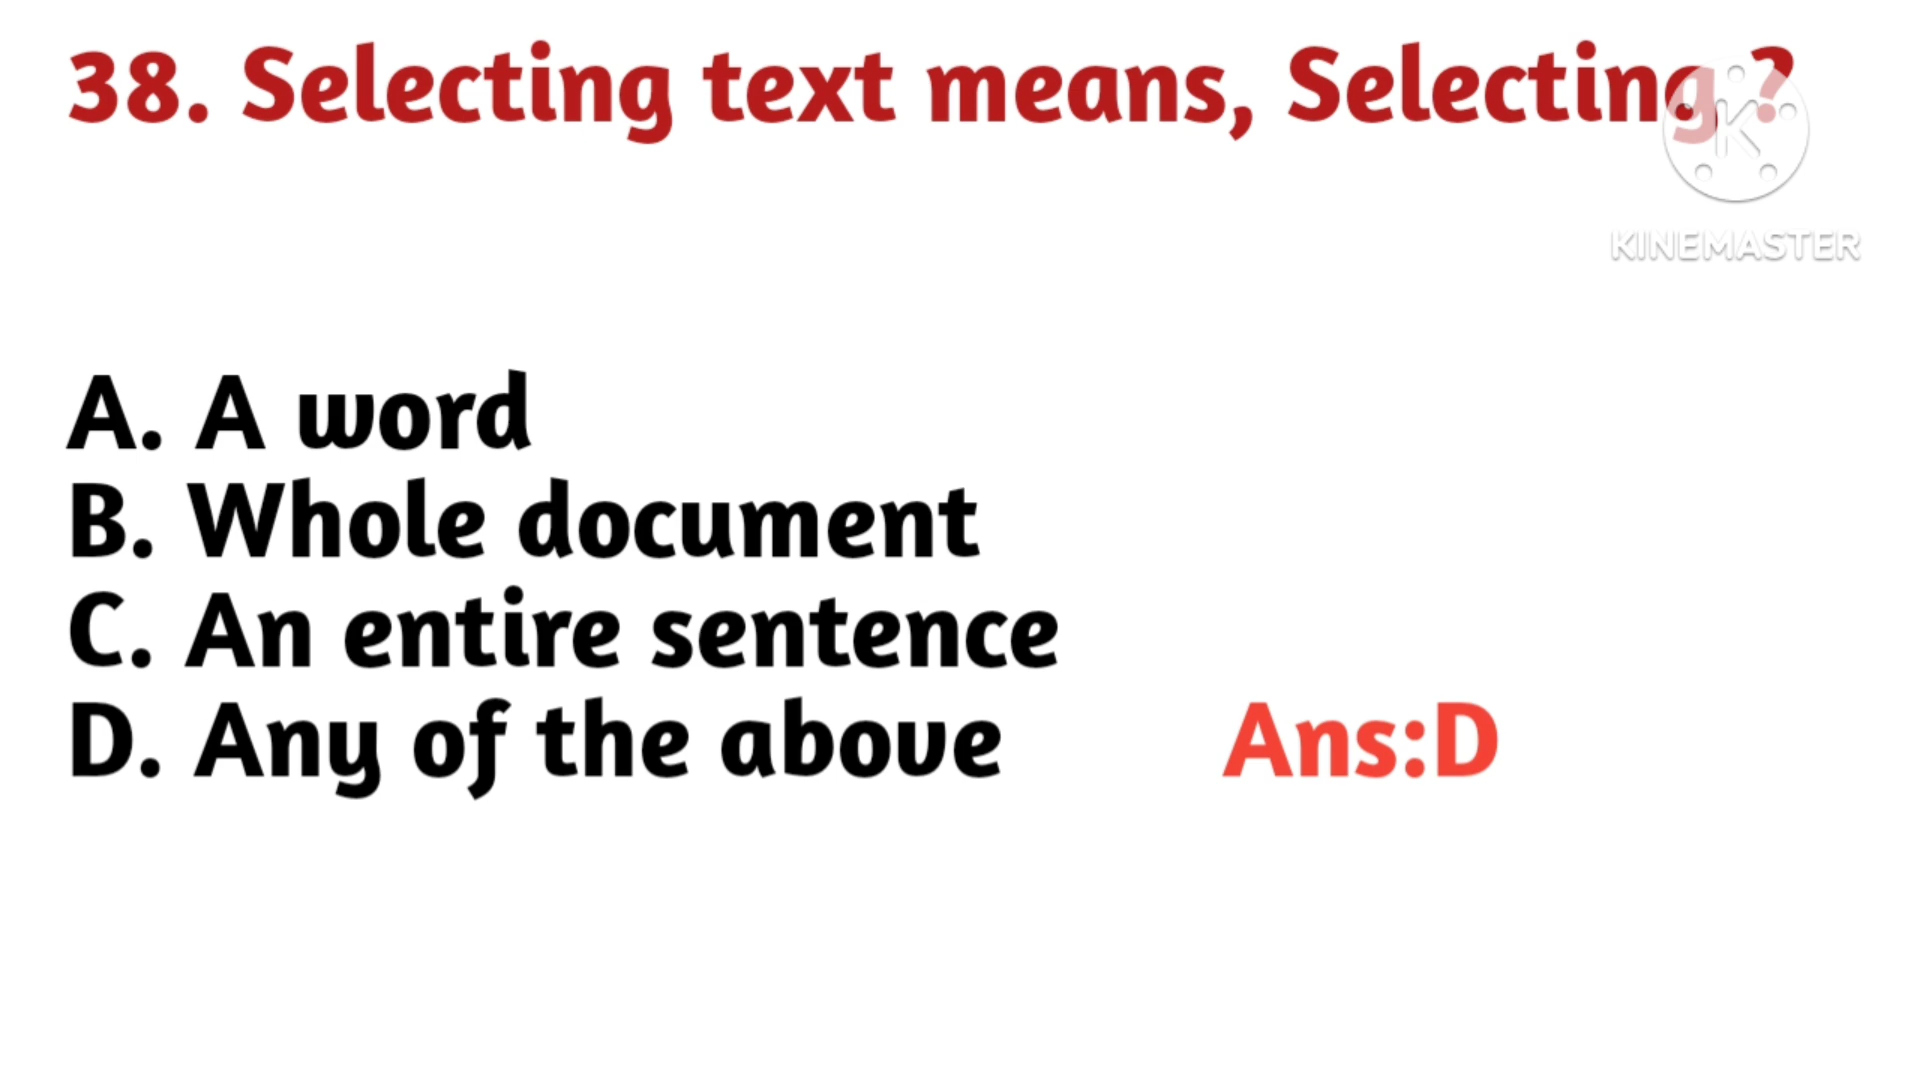 38. Selecting text means, Selecting ?
KINEMASTER
A. A word
B. Whole document
C. An entire sentence
D. Any of the above Ans:D